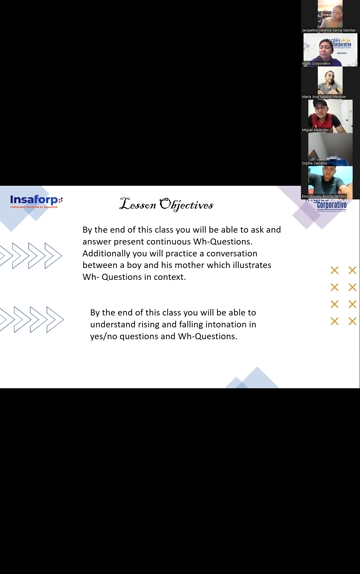 Insaforp
Lesson Objectives
By the end of this class you will be able to ask and
answer present continuous Wh-Questions.
Additionally you will practice a conversation
between a boy and his mother which illustrates
Wh- Questions in context.
By the end of this class you will be able to
understand rising and falling intonation in
yes/no questions and Wh-Questions.
Corporativo